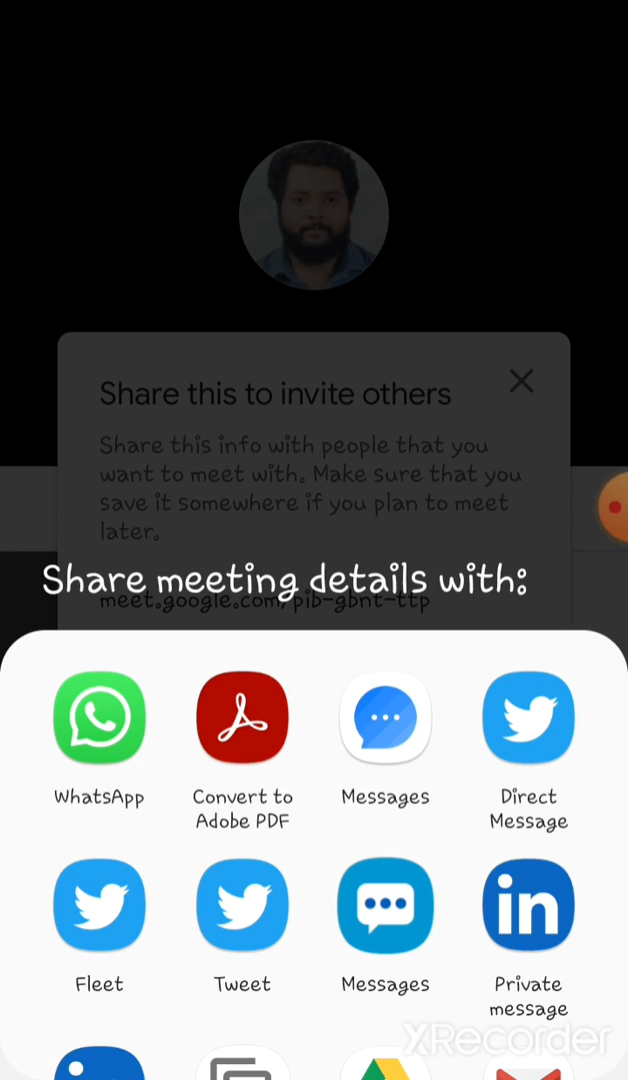 Share this to invite others
Share this info with people that you
want to meet with. Make sure that you
save it somewhere if you plan to meet
later.
Share meeting details with:
meet.google.com/pib-gbnt-ttp
WhatsApp
Convert to
Adobe PDF
Messages
Direct
Message
Fleet
Tweet
Messages
in
Private
message
XRecorder